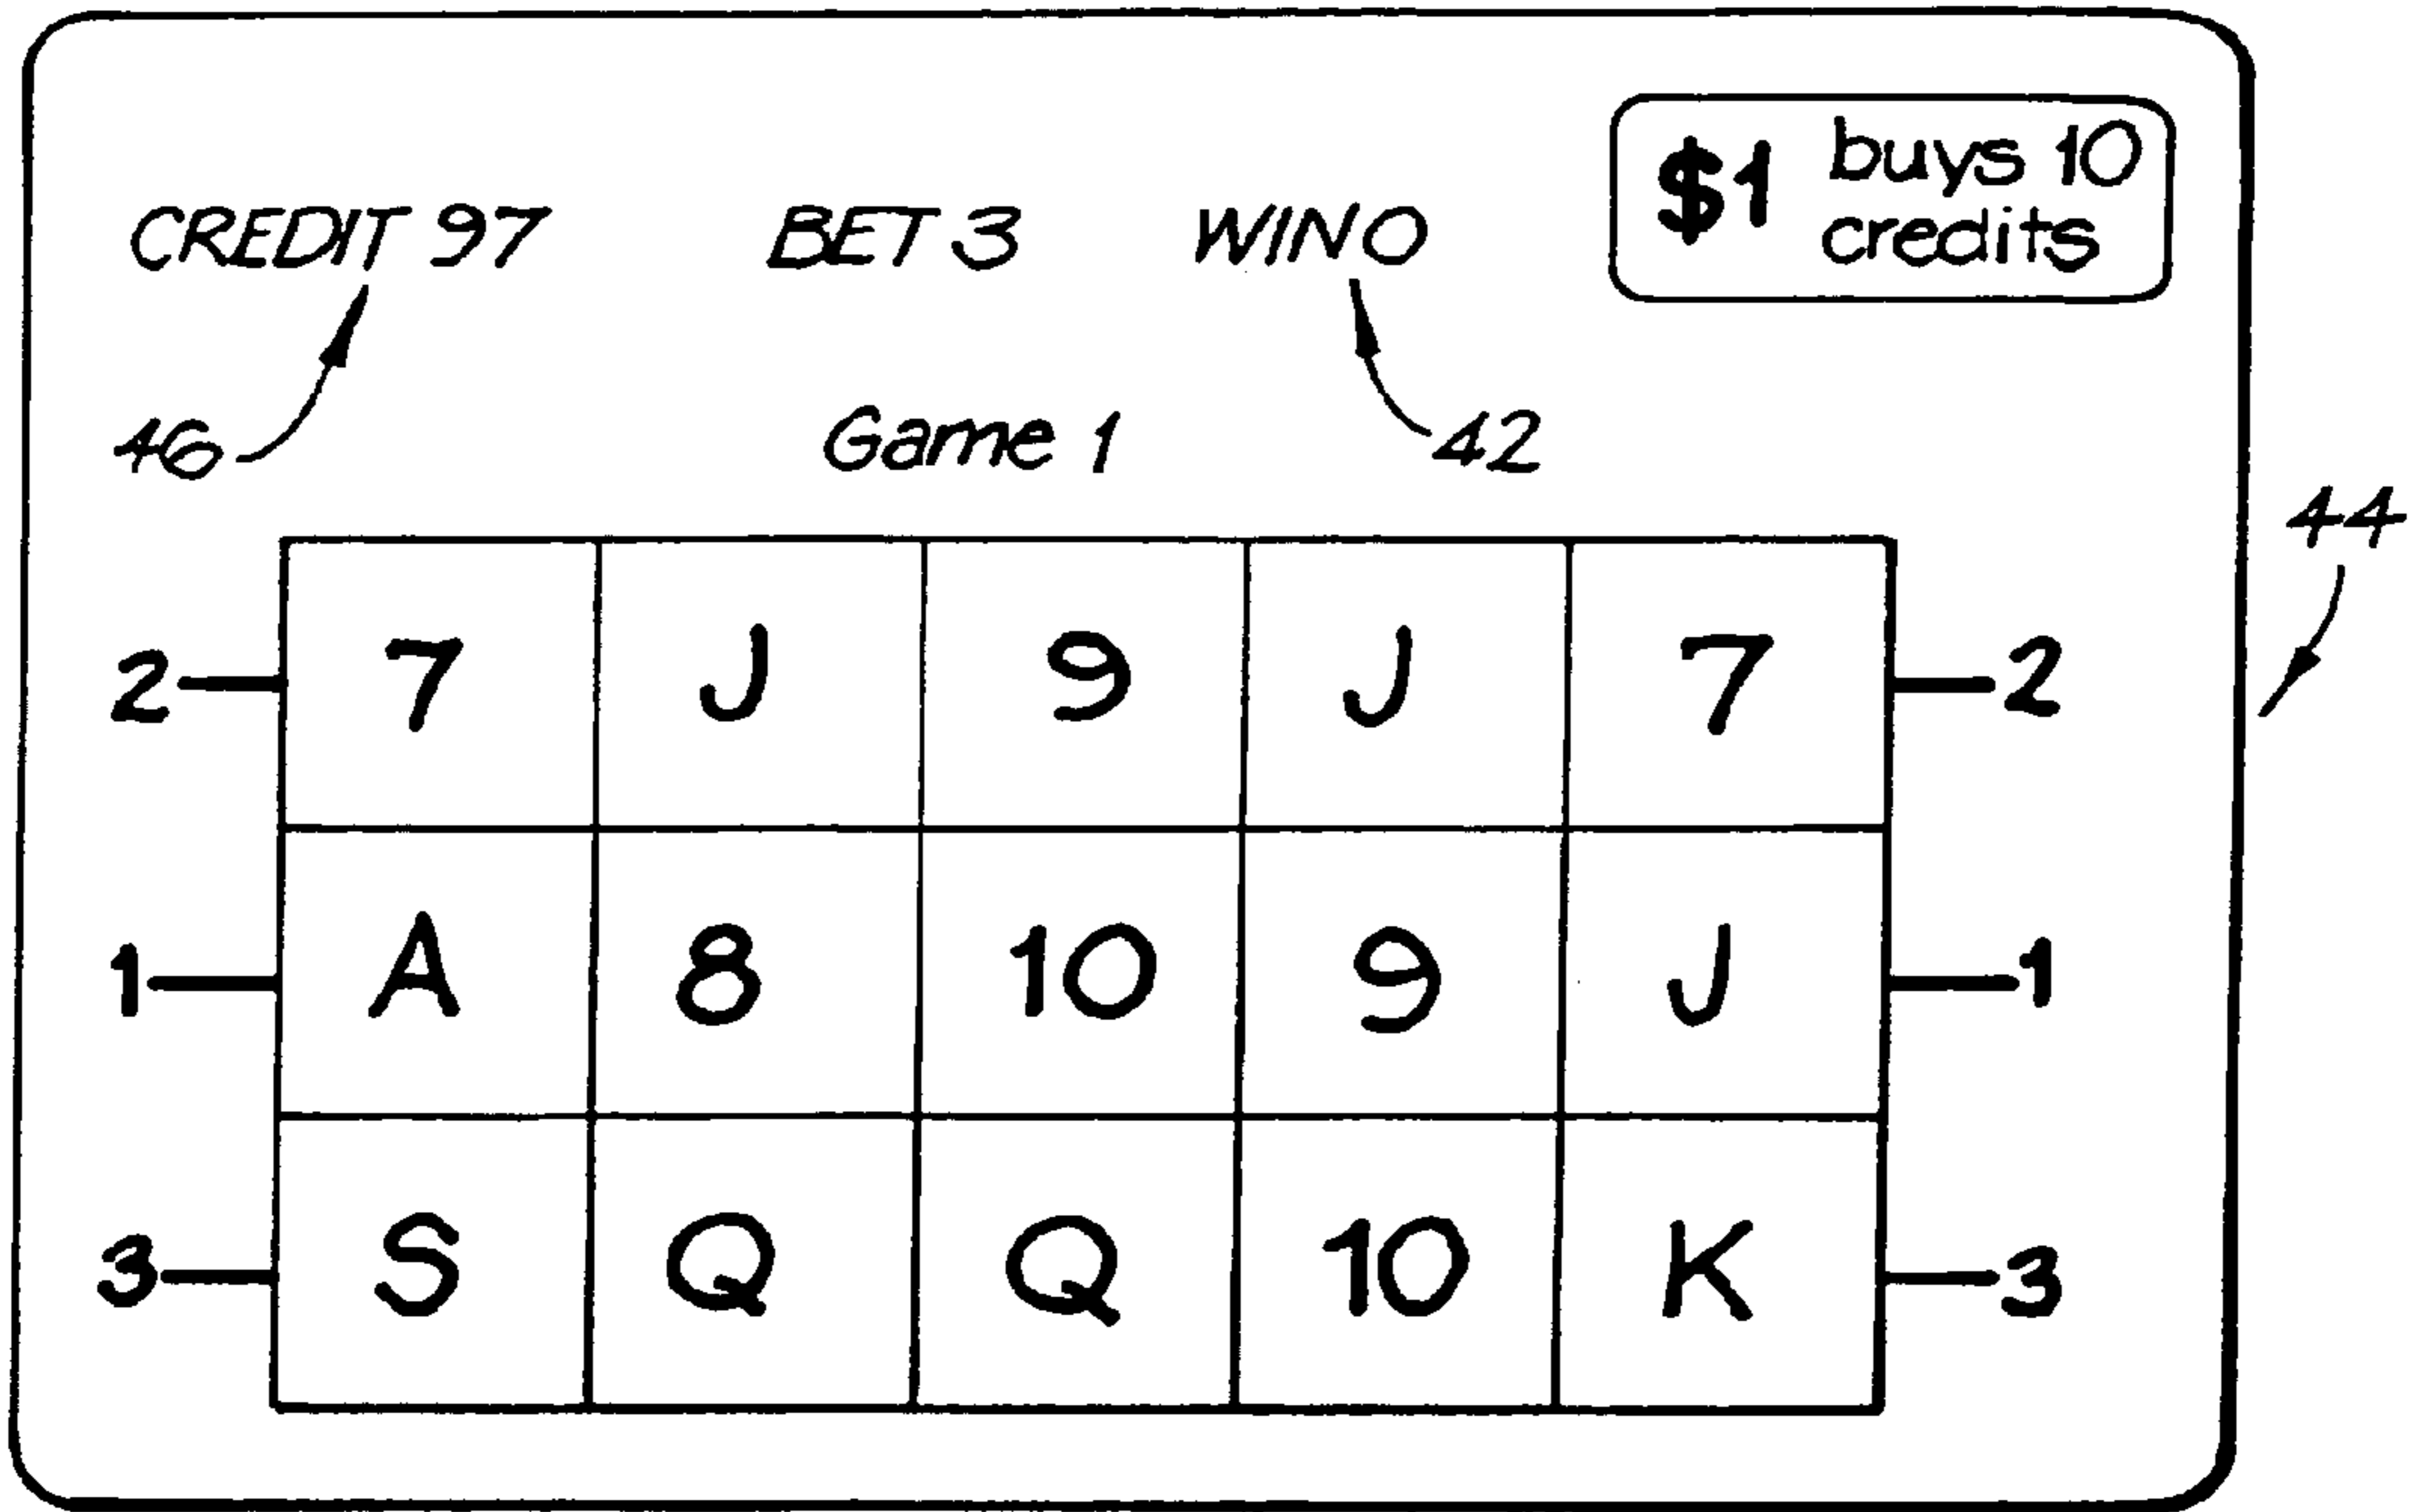 $1 buys 10
credits
CREDIT 97 BET 3 WIN 0
46 Game 1 42
44
2 7 J 9 J 7 2
1 A 8 10 9 J 1
3 S Q Q 10 K 3